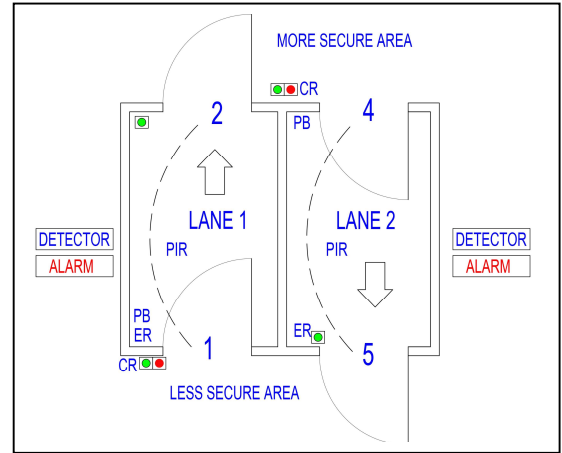 MORE SECURE AREA
CR
2
4
PB
LANE 1
LANE 2
DETECTOR
ALARM
PIR
PIR
DETECTOR
ALARM
PB
ER
ER
1
5
CR
LESS SECURE AREA